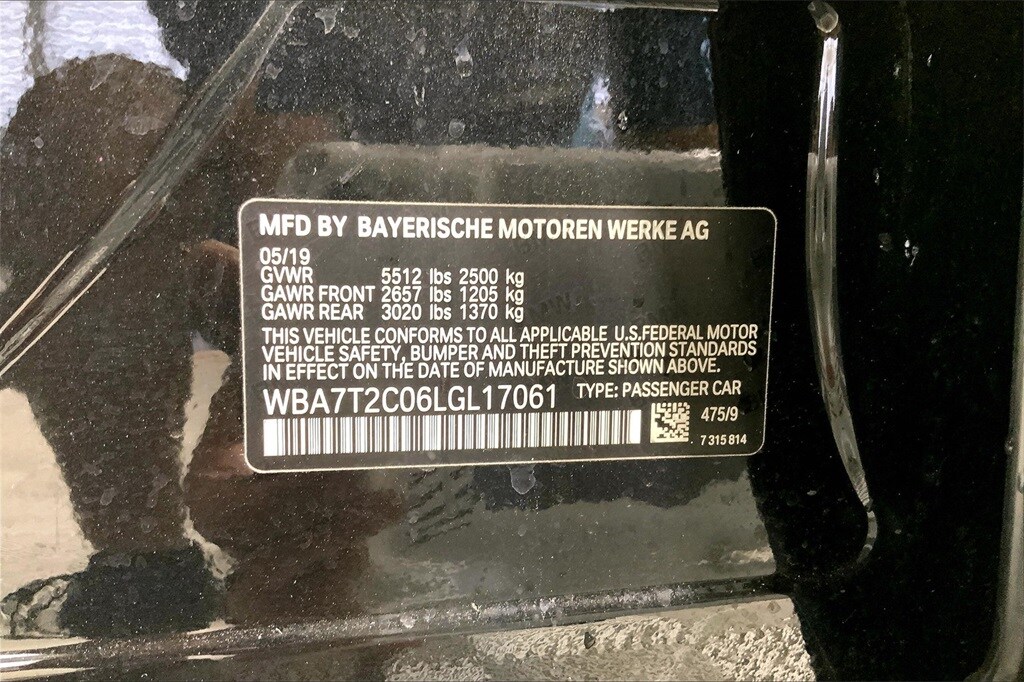 MFD BY BAYERISCHE MOTOREN WERKE AG
05/19
GVWR 5512 lbs 2500 kg
GAWR FRONT 2657 lbs 1205 kg
GAWR REAR 3020 lbs 1370 kg
THIS VEHICLE CONFORMS TO ALL APPLICABLE U.S.FEDERAL MOTOR
VEHICLE SAFETY, BUMPER AND THEFT PREVENTION STANDARDS
IN EFFECT ON THE DATE OF MANUFACTURE SHOWN ABOVE.
WBA7T2C06LGL17061 TYPE: PASSENGER CAR
475/9
7 315 814